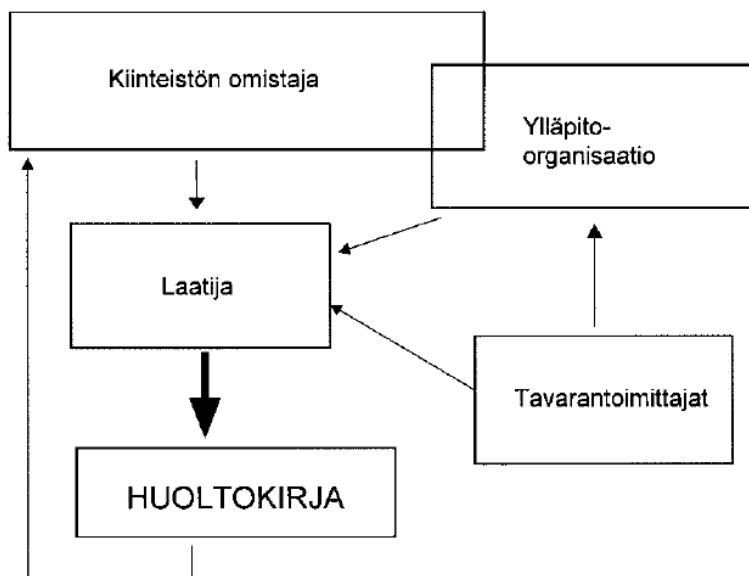 Kiinteistön omistaja
Ylläpito-
organisaatio
Laatija
Tavarantoimittajat
HUOLTOKIRJA